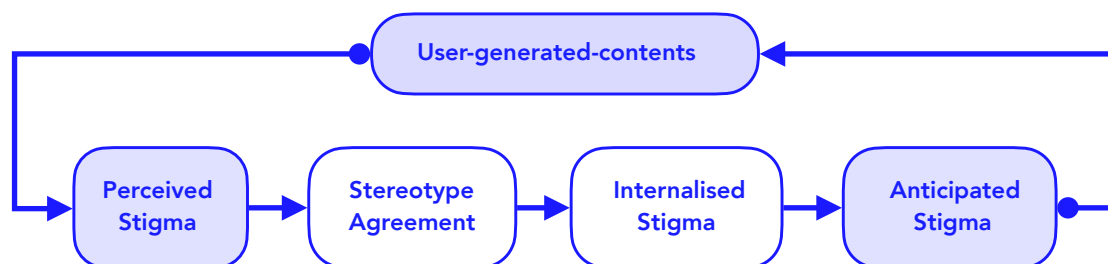 User-generated-contents
Perceived
Stigma
Stereotype
Agreement
Internalised
Stigma
Anticipated
Stigma